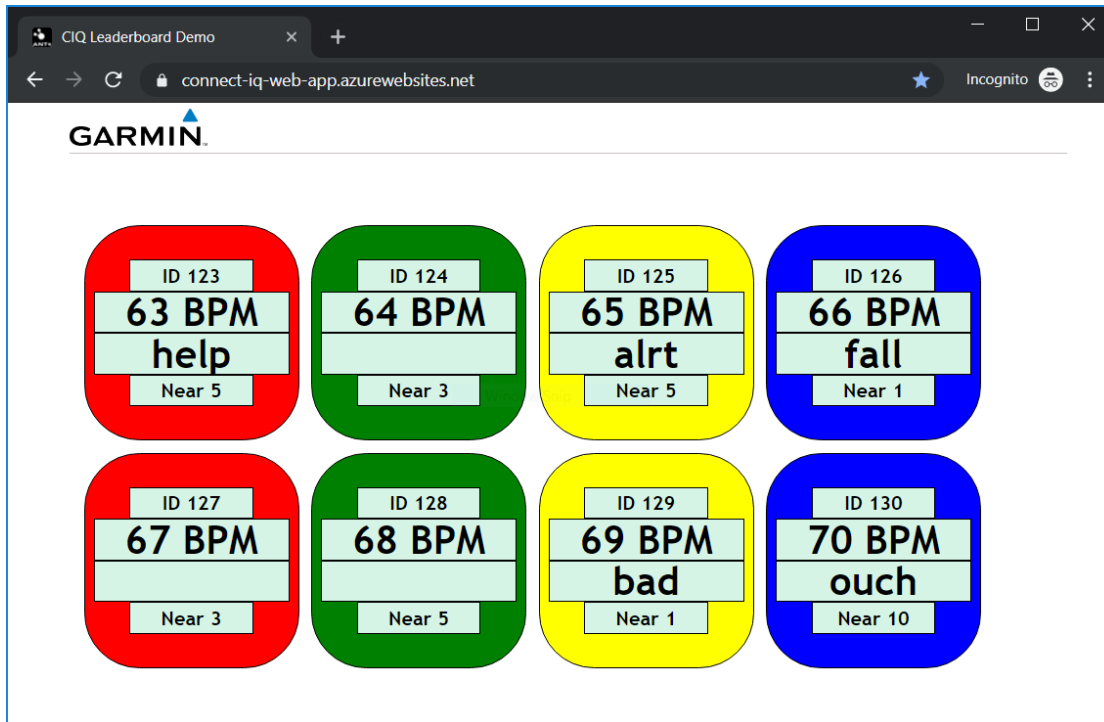 CIQ Leaderboard Demo
connect-iq-web-app.azurewebsites.net
Incognito
GARMIN
ID 123
63 BPM
help
Near 5
ID 124
64 BPM
Near 3
ID 125
65 BPM
alrt
Near 5
ID 126
66 BPM
fall
Near 1
ID 127
67 BPM
Near 3
ID 128
68 BPM
Near 5
ID 129
69 BPM
bad
Near 1
ID 130
70 BPM
ouch
Near 10